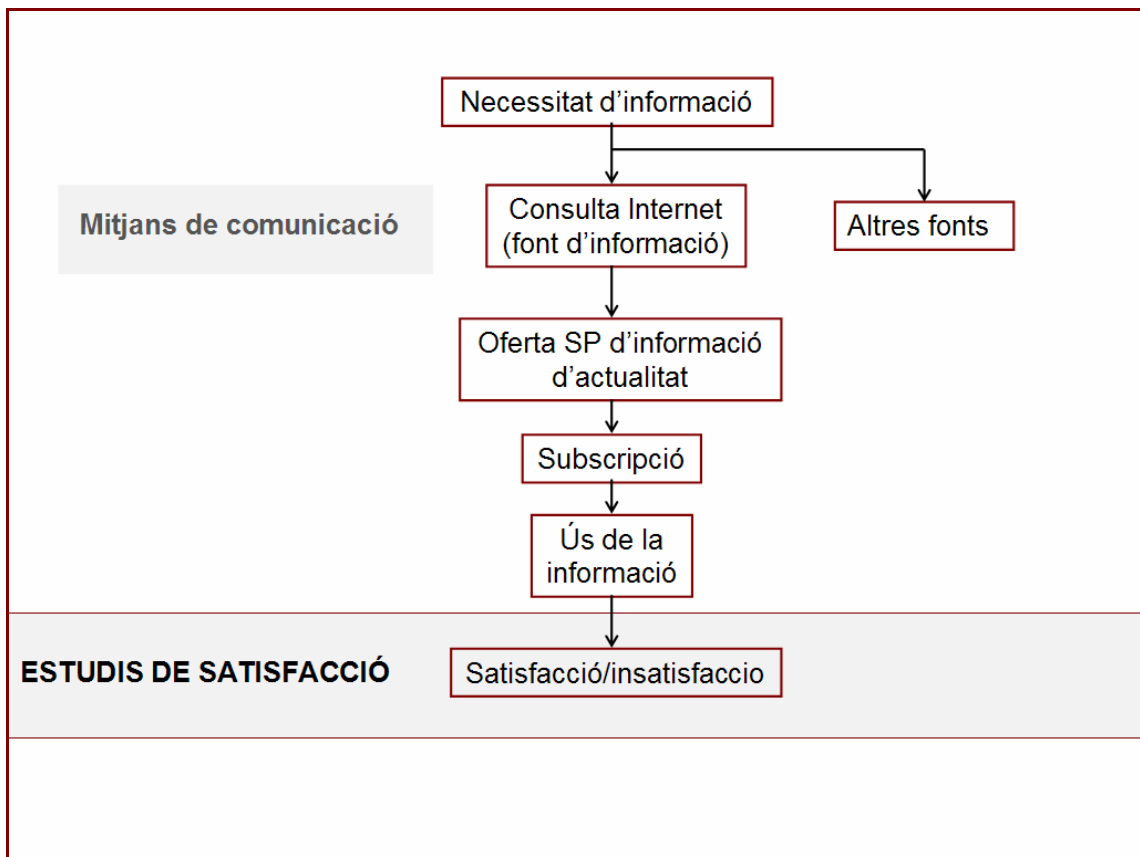 Necessitat d’informació
Mitjans de comunicació
Consulta Internet
(font d’informació)
Altres fonts
Oferta SP d’informació
d’actualitat
Subscripció
Ús de la
informació
ESTUDIS DE SATISFACCIÓ
Satisfacció/insatisfaccio